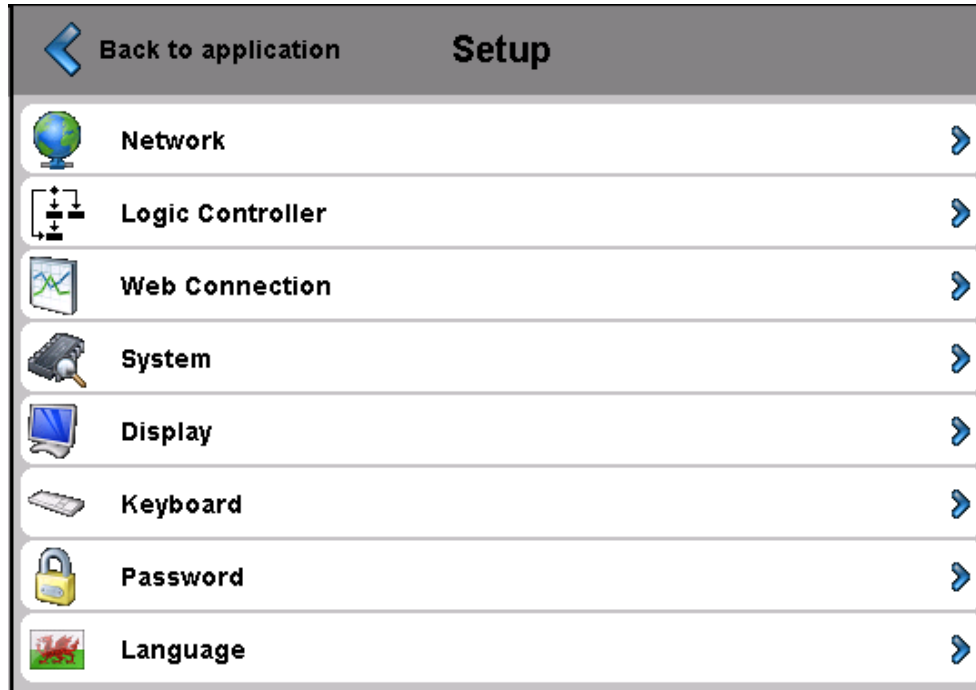 Back to application
Setup
Network
Logic Controller
Web Connection
System
Display
Keyboard
Password
Language